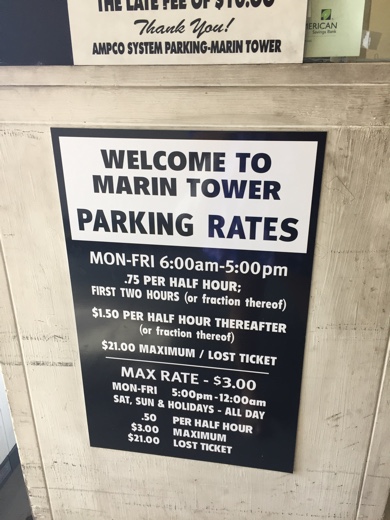 THE LATE FEE OF $10.00
Thank You!
AMPCO SYSTEM PARKING-MARIN TOWER
ERICAN
Savings Bank
WELCOME TO
MARIN TOWER
PARKING RATES
MON-FRI 6:00am-5:00pm
.75 PER HALF HOUR;
FIRST TWO HOURS (or fraction thereof)
$1.50 PER HALF HOUR THEREAFTER
(or fraction thereof)
$21.00 MAXIMUM / LOST TICKET
MAX RATE - $3.00
MON-FRI 5:00pm-12:00am
SAT, SUN & HOLIDAYS - ALL DAY
.50 PER HALF HOUR
$3.00 MAXIMUM
$21.00 LOST TICKET